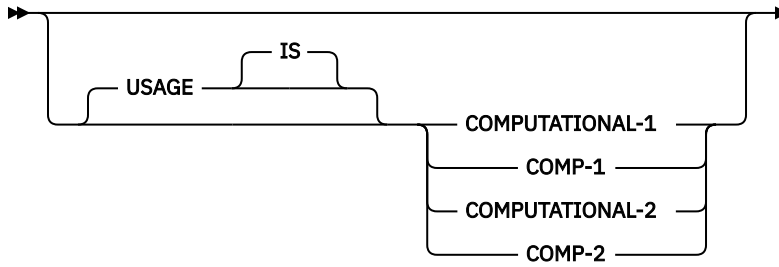 IS
USAGE
COMPUTATIONAL-1
COMP-1
COMPUTATIONAL-2
COMP-2